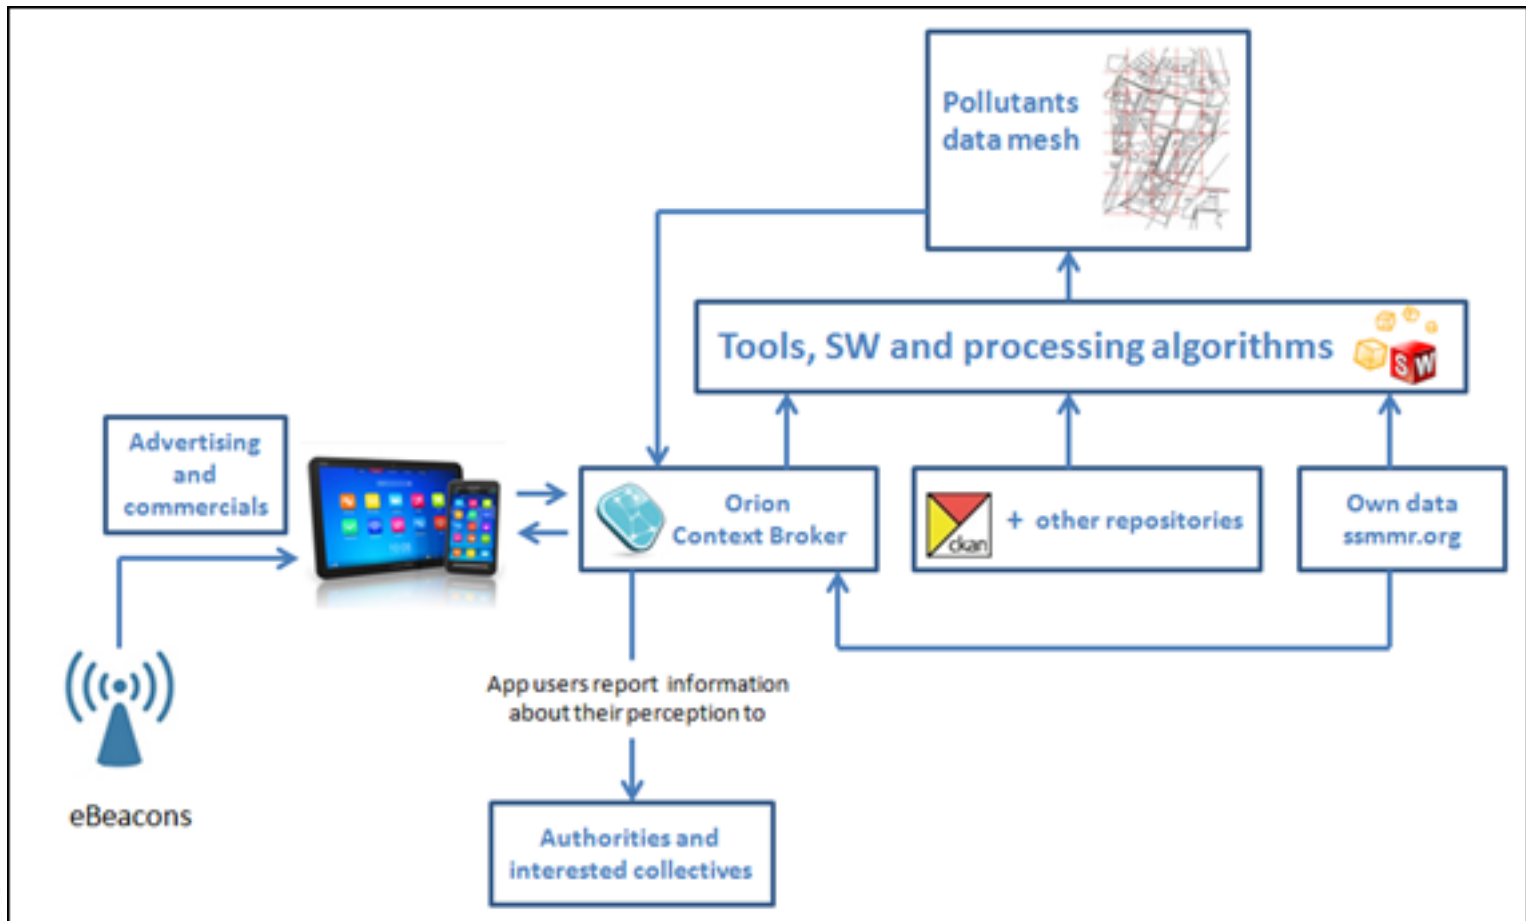 Pollutants
data mesh
Tools, SW and processing algorithms
S W
Advertising
and
commercials
Orion
Context Broker
ckan
+ other repositories
Own data
ssmmr.org
App users report information
about their perception to
eBeacons
Authorities and
interested collectives